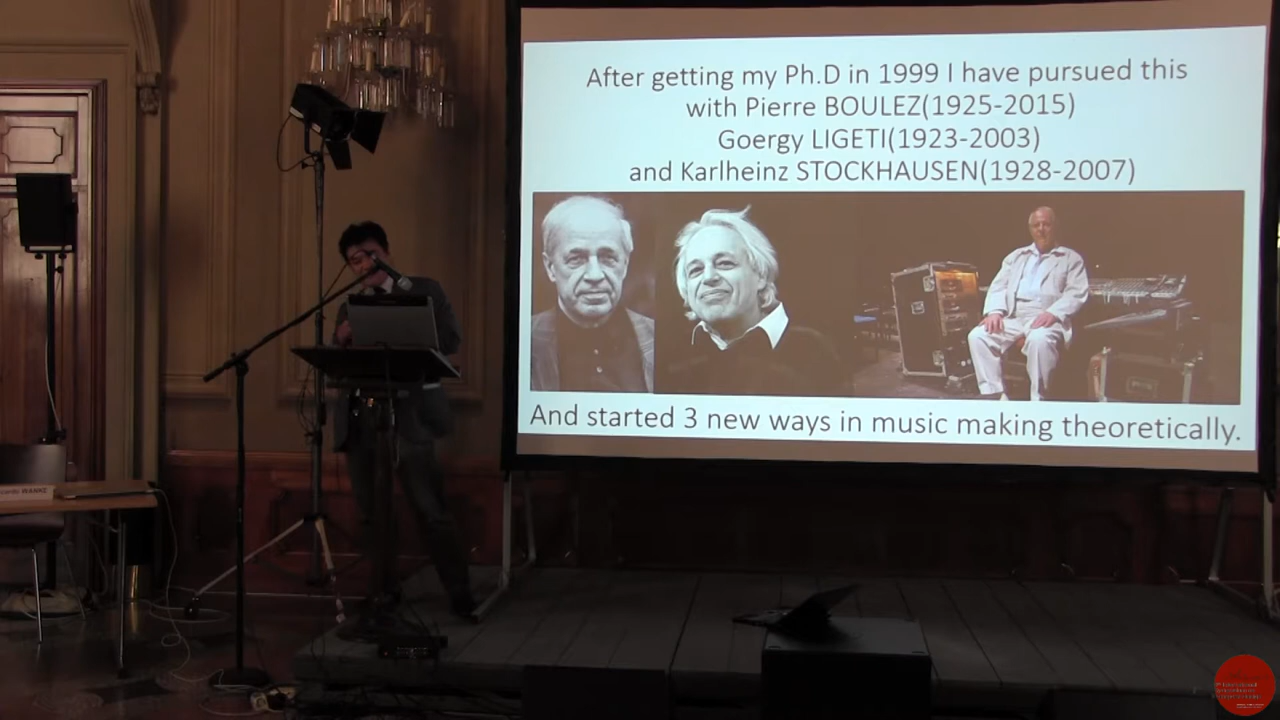 After getting my Ph.D in 1999 I have pursued this
with Pierre BOULEZ(1925-2015)
Goergy LIGETI(1923-2003)
and Karlheinz STOCKHAUSEN(1928-2007)
And started 3 new ways in music making theoretically.
WANKE